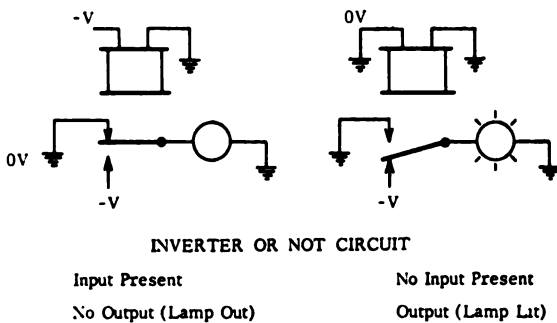 -V
0V
0V
-V
-V
INVERTER OR NOT CIRCUIT
Input Present
No Input Present
No Output (Lamp Out)
Output (Lamp Lit)